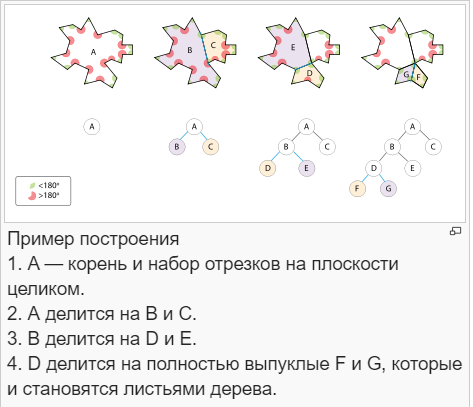 A
B
C
E
D
G
F
A
A
B
C
A
B
C
D
E
A
B
C
D
E
F
G
<180°
>180°
Пример построения
1. A — корень и набор отрезков на плоскости
целиком.
2. A делится на B и C.
3. B делится на D и E.
4. D делится на полностью выпуклые F и G, которые
и становятся листьями дерева.